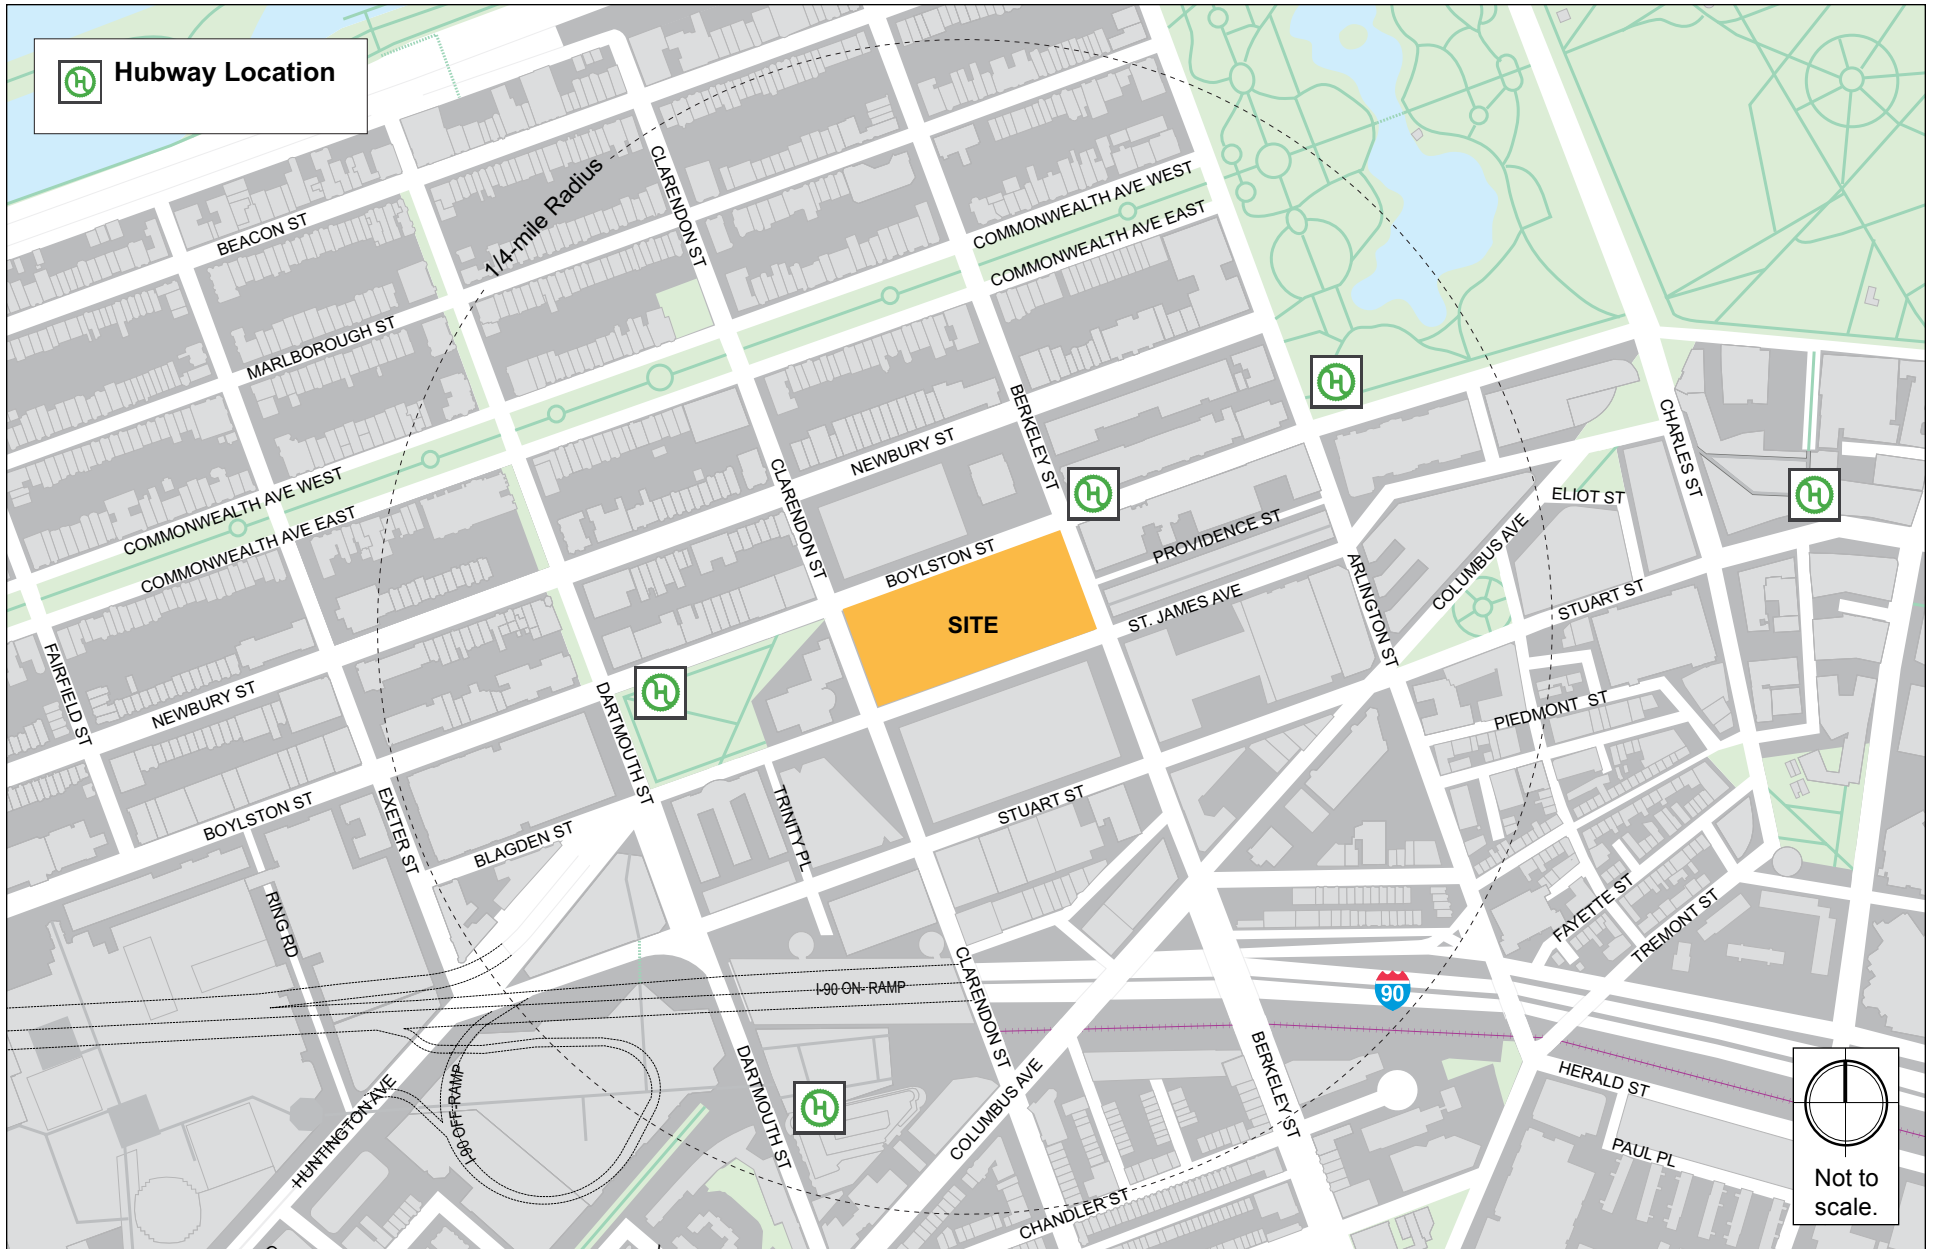 Hubway Location
1/4-mile Radius
CLARENDON ST
BEACON ST
COMMONWEALTH AVE WEST
COMMONWEALTH AVE EAST
MARLBOROUGH ST
BERKELEY ST
NEWBURY ST
CLARENDON ST
CHARLES ST
ELIOT ST
COLUMBUS AVE
PROVIDENCE ST
BOYLSTON ST
COMMONWEALTH AVE WEST
COMMONWEALTH AVE EAST
SITE
ST. JAMES AVE
ARLINGTON ST
STUART ST
FAIRFIELD ST
NEWBURY ST
DARTMOUTH ST
PIEDMONT ST
BOYLSTON ST
EXETER ST
BLAGDEN ST
TRINITY PL
STUART ST
RING RD
FAYETTE ST
TREMONT ST
I-90 ON- RAMP
CLARENDON ST
90
HUNTINGTON AVE
I-90 OFF-RAMP
DARTMOUTH ST
COLUMBUS AVE
BERKELEY ST
HERALD ST
PAUL PL
CHANDLER ST
Not to
scale.